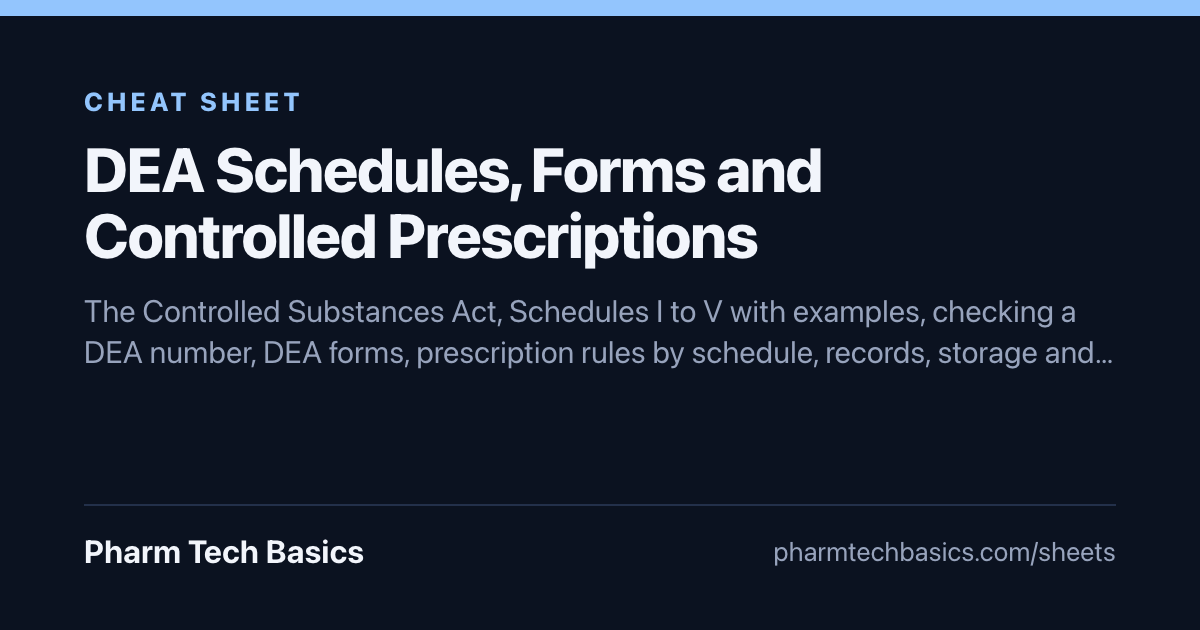 CHEAT SHEET
DEA Schedules, Forms and
Controlled Prescriptions
The Controlled Substances Act, Schedules I to V with examples, checking a
DEA number, DEA forms, prescription rules by schedule, records, storage and...
Pharm Tech Basics
pharmtechbasics.com/sheets